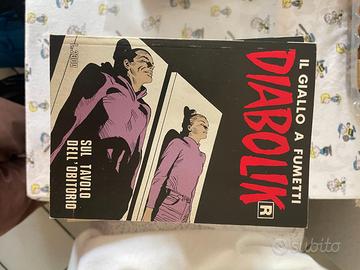 IL GIALLO A FUMETTI
DIABOLIK
R
SUL TAVOLO
DELL'OBITORIO
subito